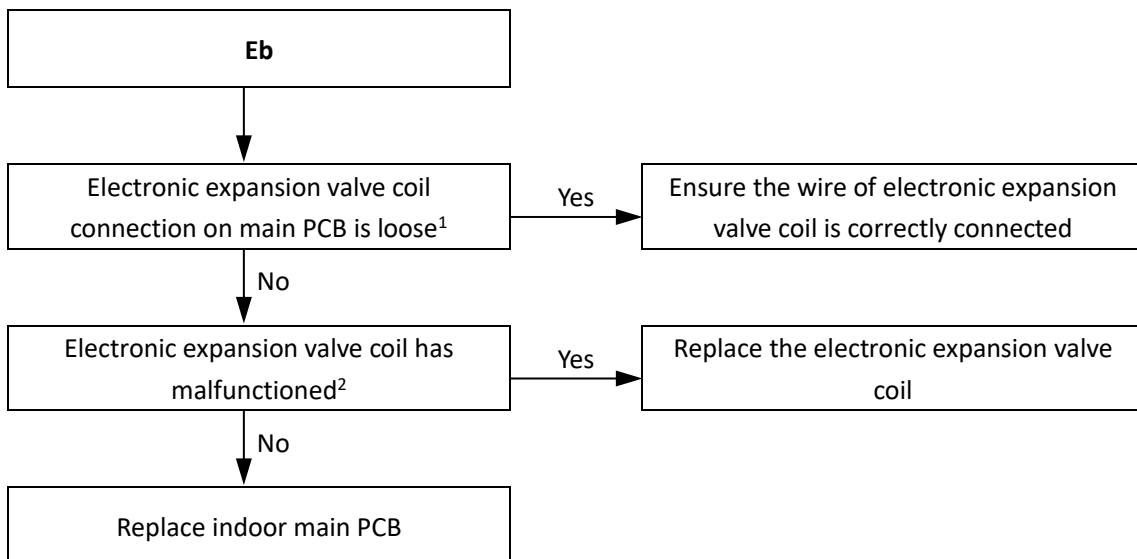 Eb
Electronic expansion valve coil
connection on main PCB is loose¹
Yes
Ensure the wire of electronic expansion
valve coil is correctly connected
No
Electronic expansion valve coil has
malfunctioned²
Yes
Replace the electronic expansion valve
coil
No
Replace indoor main PCB